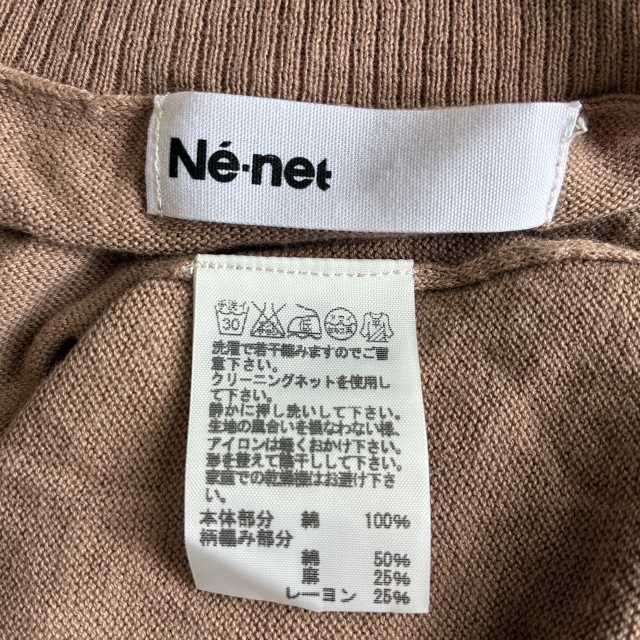 Né-net
手洗イ
30
洗濯で若干縮みますのでご留
意下さい。
クリーニングネットを使用し
て下さい。
静かに押し洗いして下さい。
生地の風合いを損なわない様、
アイロンは軽くおかけ下さい。
形を整えて陰干しして下さい。
家庭での乾燥機はお避け下さ
い。
本体部分 綿 100%
柄編み部分
綿 50%
麻 25%
レーヨン 25%